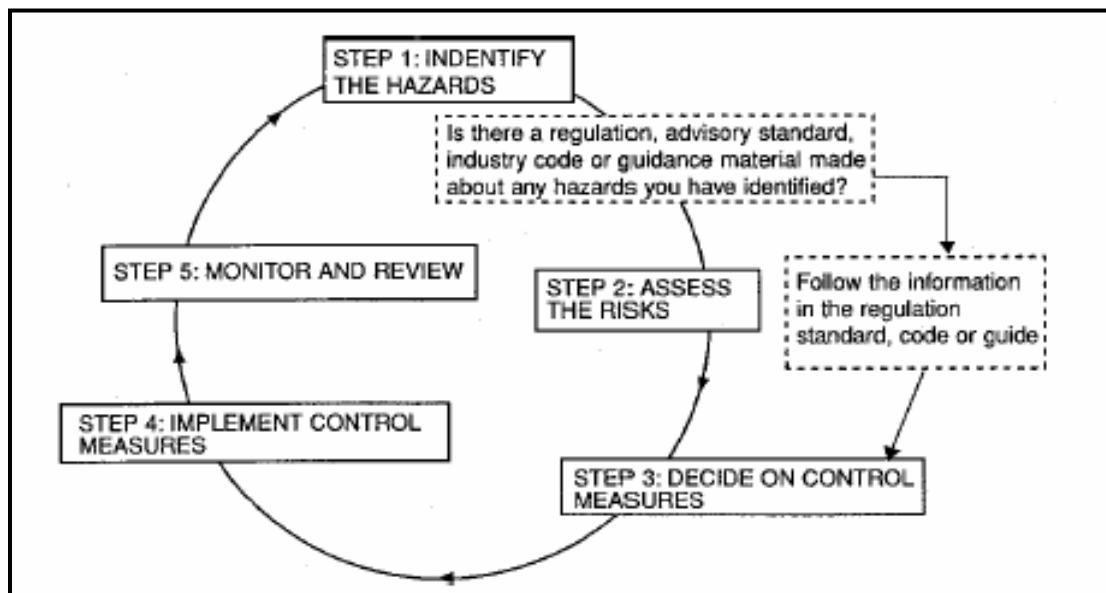 STEP 1: INDENTIFY
THE HAZARDS
Is there a regulation, advisory standard,
industry code or guidance material made
about any hazards you have identified?
STEP 2: ASSESS
THE RISKS
Follow the information
in the regulation
standard, code or guide
STEP 3: DECIDE ON CONTROL
MEASURES
STEP 4: IMPLEMENT CONTROL
MEASURES
STEP 5: MONITOR AND REVIEW